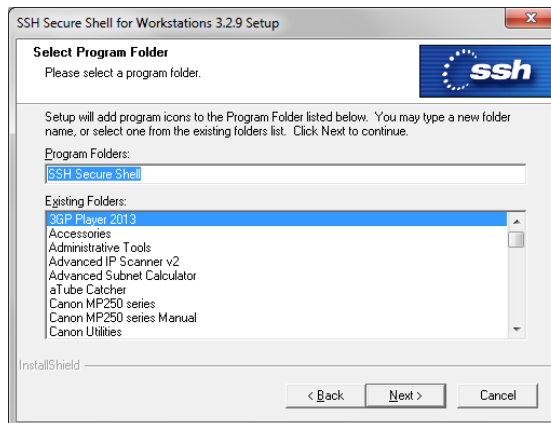 SSH Secure Shell for Workstations 3.2.9 Setup
Select Program Folder
Please select a program folder.
ssh
Setup will add program icons to the Program Folder listed below. You may type a new folder
name, or select one from the existing folders list. Click Next to continue.
Program Folders:
SSH Secure Shell
Existing Folders:
3GP Player 2013
Accessories
Administrative Tools
Advanced IP Scanner v2
Advanced Subnet Calculator
aTube Catcher
Canon MP250 series
Canon MP250 series Manual
Canon Utilities
InstallShield
< Back
Next >
Cancel